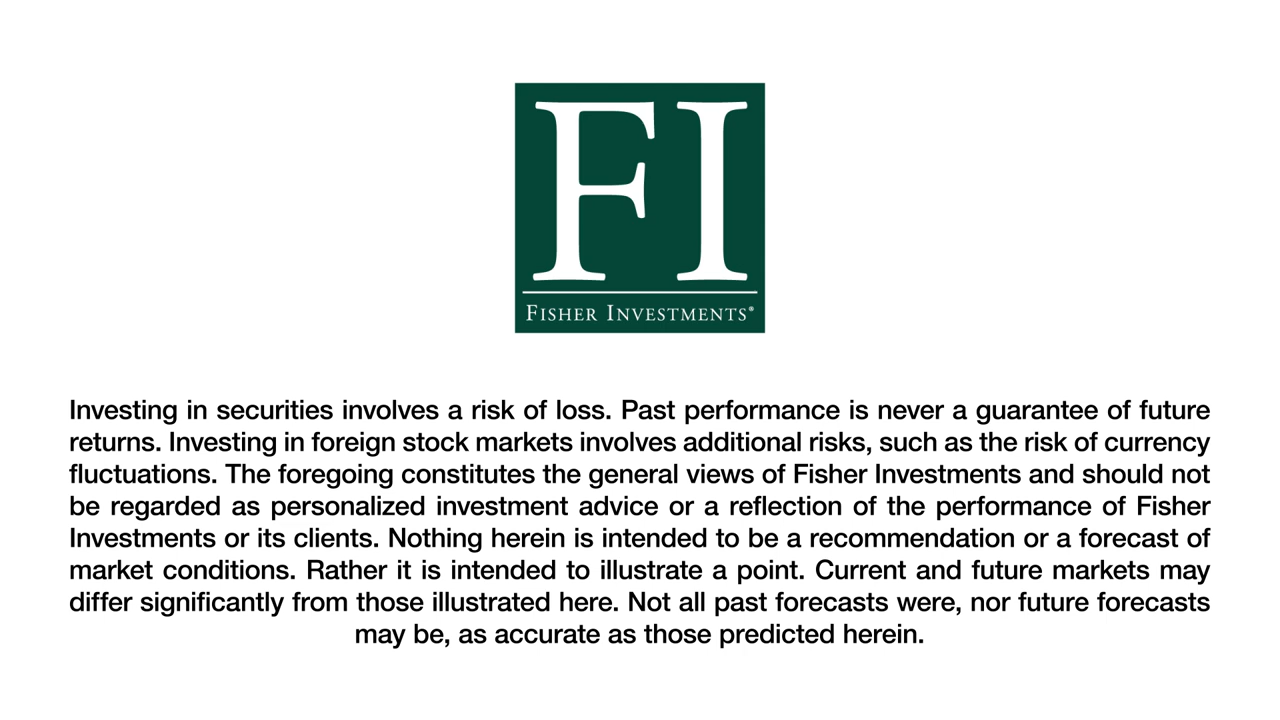 FI
FISHER INVESTMENTS®
Investing in securities involves a risk of loss. Past performance is never a guarantee of future
returns. Investing in foreign stock markets involves additional risks, such as the risk of currency
fluctuations. The foregoing constitutes the general views of Fisher Investments and should not
be regarded as personalized investment advice or a reflection of the performance of Fisher
Investments or its clients. Nothing herein is intended to be a recommendation or a forecast of
market conditions. Rather it is intended to illustrate a point. Current and future markets may
differ significantly from those illustrated here. Not all past forecasts were, nor future forecasts
may be, as accurate as those predicted herein.